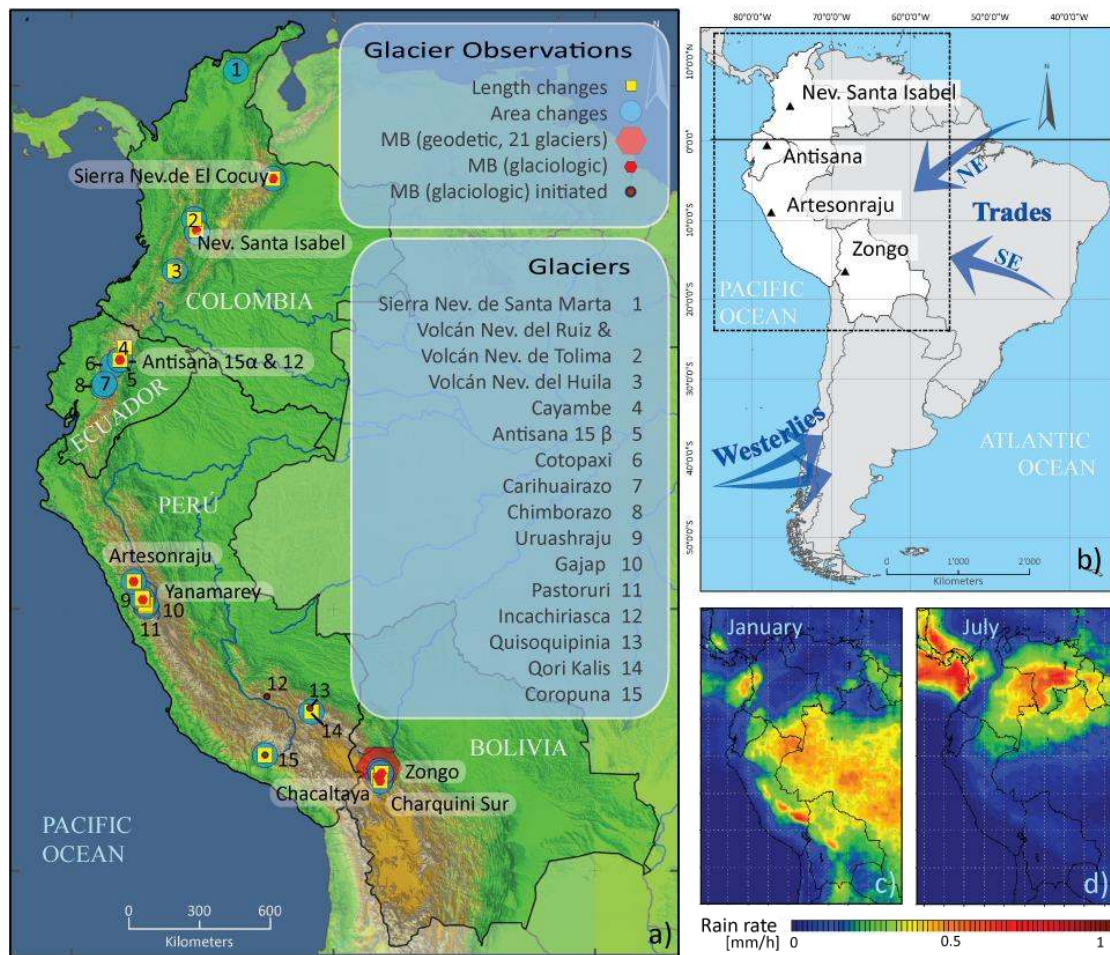 Glacier Observations
Length changes
Area changes
MB (geodetic, 21 glaciers)
MB (glaciologic)
MB (glaciologic) initiated
Glaciers
Sierra Nev. de Santa Marta 1
Volcán Nev. del Ruiz &
Volcán Nev. de Tolima 2
Volcán Nev. del Huila 3
Cayambe 4
Antisana 15 β 5
Cotopaxi 6
Carihuairazo 7
Chimborazo 8
Uruashraju 9
Gajap 10
Pastoruri 11
Incachiriasca 12
Quisoquipinia 13
Qori Kalis 14
Coropuna 15
N
1
Sierra Nev.de El Cocuy
2
Nev. Santa Isabel
3
COLOMBIA
4
Antisana 15α & 12
6
5
8
7
ECUADOR
PERÚ
Artesonraju
Yanamarey
9
10
11
12
13
14
15
BOLIVIA
Zongo
Chacaltaya
Charquini Sur
PACIFIC
OCEAN
0 300 600
Kilometers
a)
80°0'0"W 70°0'0"W 60°0'0"W 50°0'0"W 40°0'0"W
10°0'0"N
0°0'0"
10°0'0"S
20°0'0"S
30°0'0"S
40°0'0"S
50°0'0"S
N
Nev. Santa Isabel
Antisana
Artesonraju
Zongo
NE
Trades
SE
PACIFIC
OCEAN
Westerlies
ATLANTIC
OCEAN
0 1'000 2'000
Kilometers
b)
January
c)
July
d)
Rain rate
[mm/h]
0 0.5 1